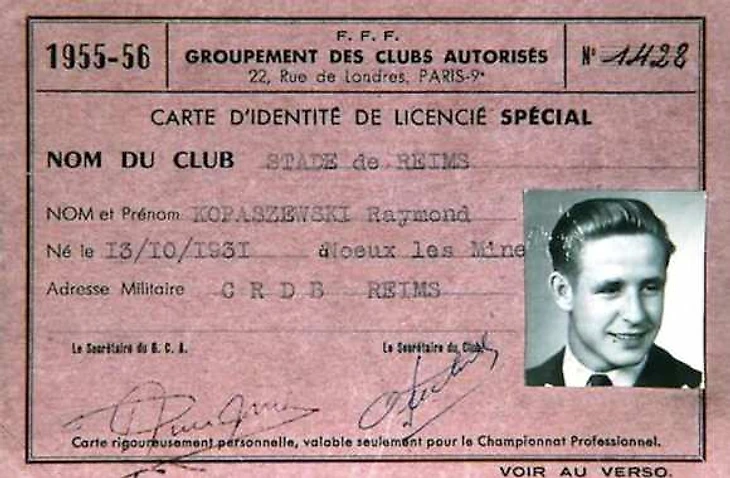 F. F. F.
1955-56 GROUPEMENT DES CLUBS AUTORISÉS N° 1428
22, Rue de Londres, PARIS-9e
CARTE D'IDENTITÉ DE LICENCIÉ SPÉCIAL
NOM DU CLUB STADE de REIMS
NOM et Prénom KOPASZEWSKI Raymond
Né le 13/10/1931 à Noeux les Mine
Adresse Militaire C R D B REIMS
Le Secrétaire du G. C. A. Le Secrétaire du Club
Carte rigoureusement personnelle, valable seulement pour le Championnat Professionnel.
VOIR AU VERSO.